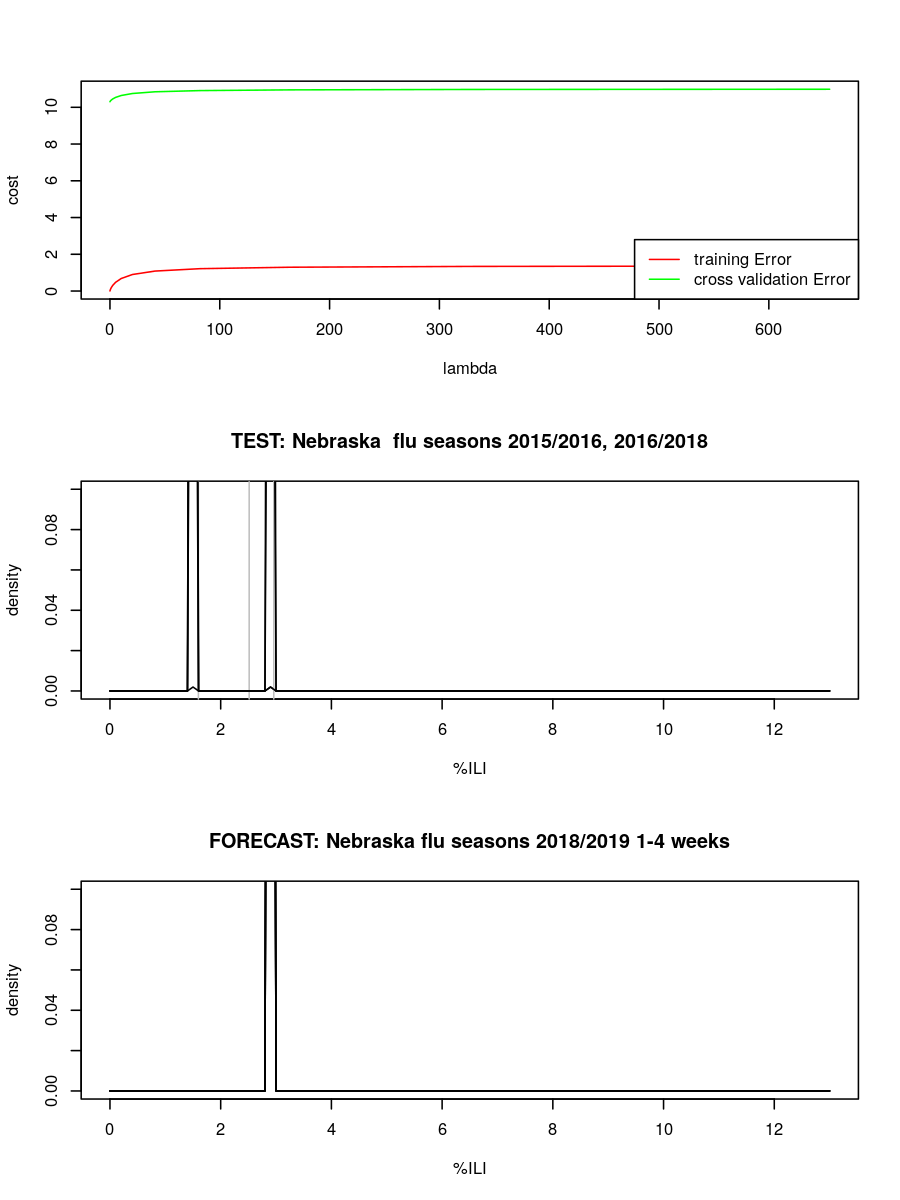 10
8
6
4
2
0
cost
training Error
cross validation Error
0 100 200 300 400 500 600
lambda
TEST: Nebraska  flu seasons 2015/2016, 2016/2018
0.08
0.04
0.00
density
0 2 4 6 8 10 12
%ILI
FORECAST: Nebraska flu seasons 2018/2019 1-4 weeks
0.08
0.04
0.00
density
0 2 4 6 8 10 12
%ILI